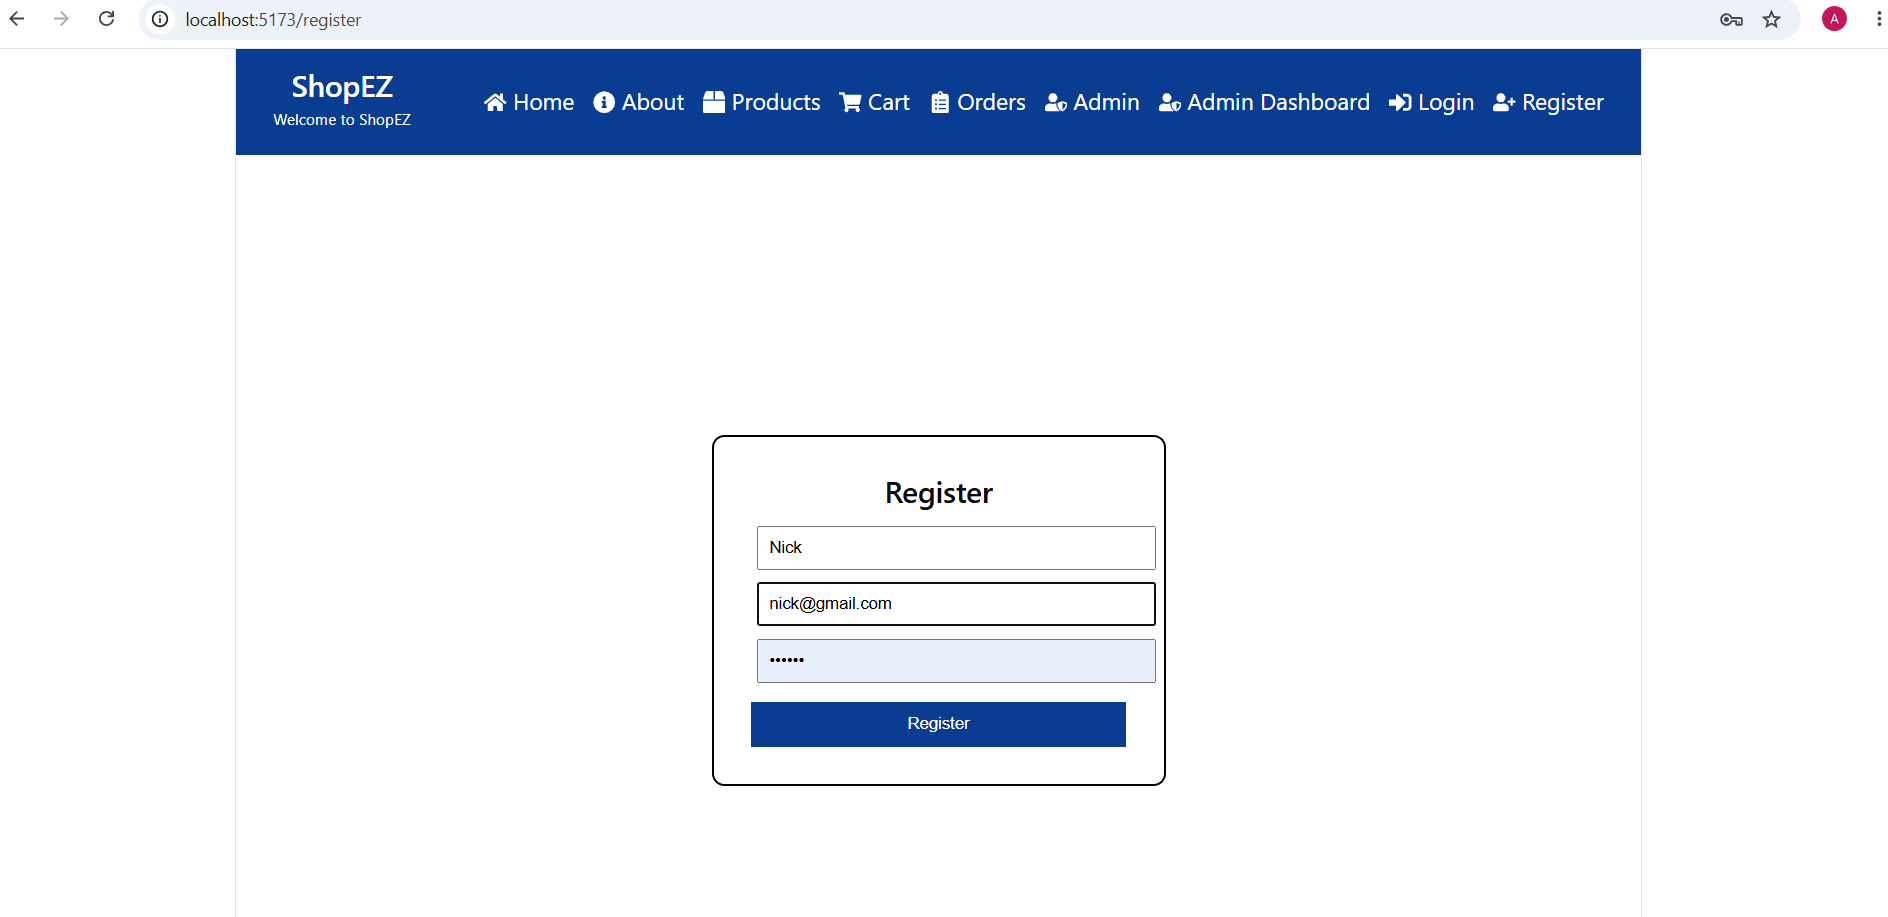 localhost:5173/register
A
ShopEZ
Welcome to ShopEZ
Home About Products Cart Orders Admin Admin Dashboard Login Register
Register
Nick
nick@gmail.com
••••••
Register